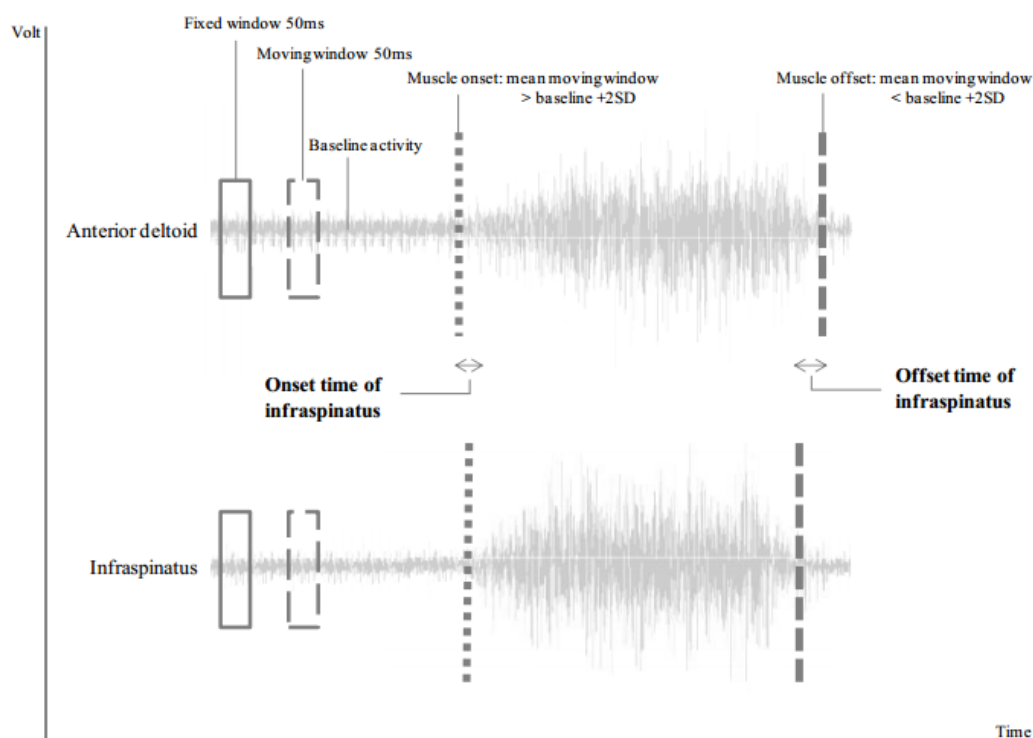 Volt
Fixed window 50ms
Moving window 50ms
Muscle onset: mean moving window
> baseline +2SD
Muscle offset: mean moving window
< baseline +2SD
Baseline activity
Anterior deltoid
Onset time of
infraspinatus
Offset time of
infraspinatus
Infraspinatus
Time